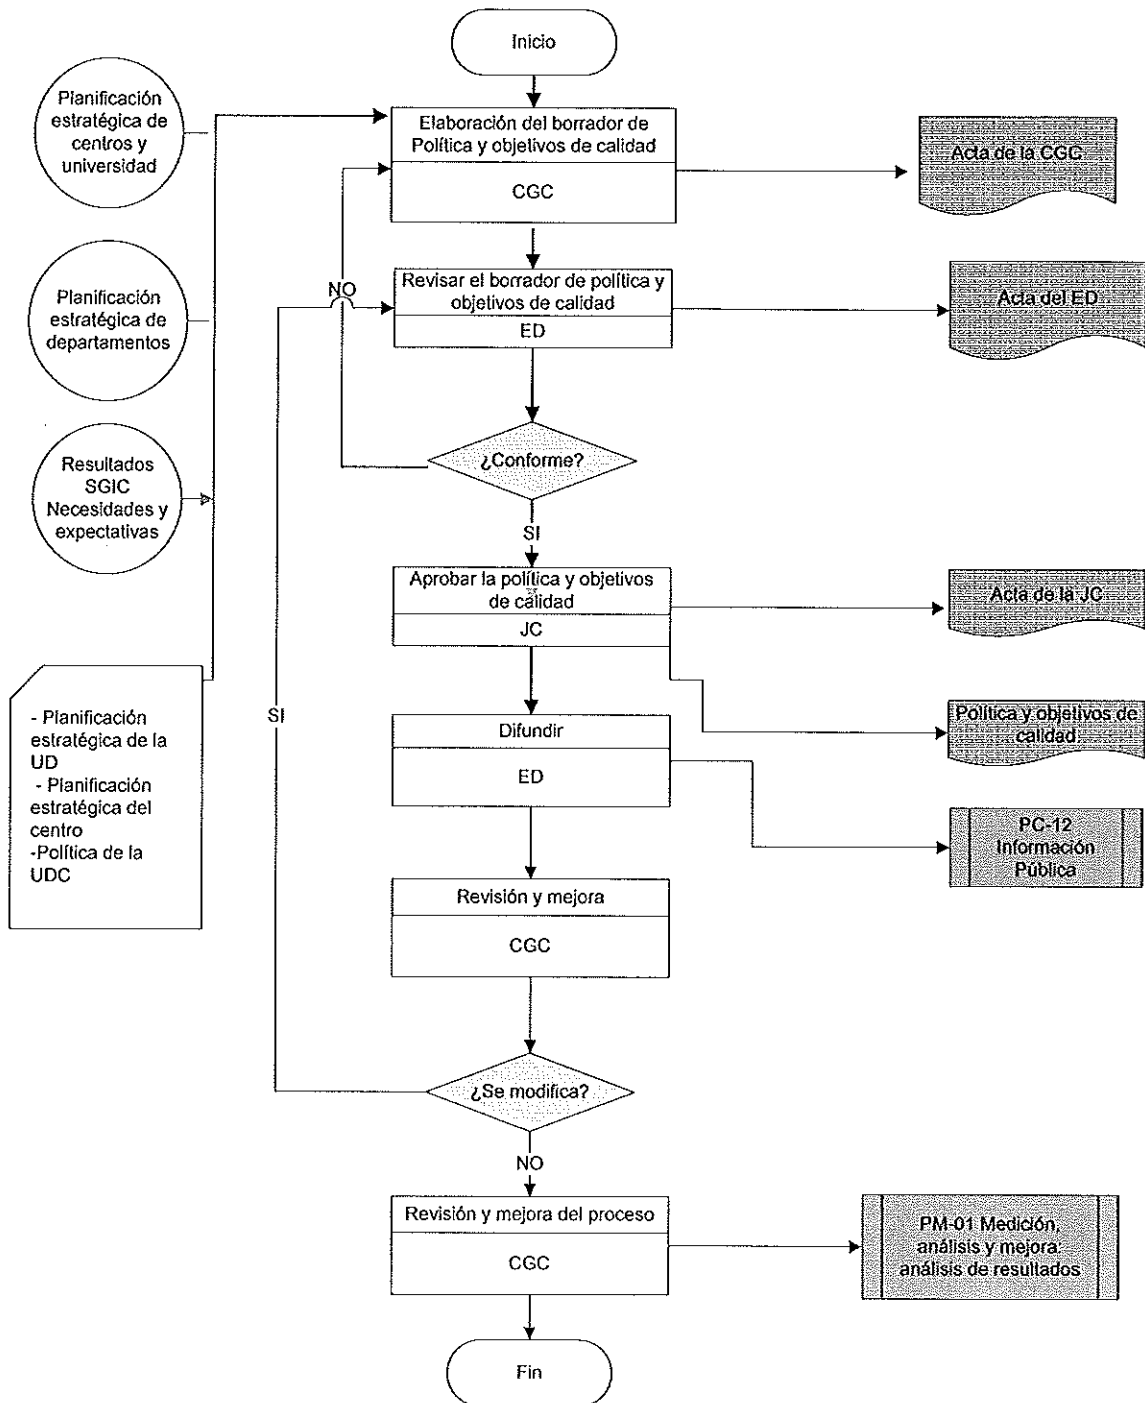 Inicio
Planificación
estratégica de
centros y
universidad
Elaboración del borrador de
Política y objetivos de calidad
CGC
Acta de la CGC
Planificación
estratégica de
departamentos
NO
Revisar el borrador de política y
objetivos de calidad
ED
Acta del ED
¿Conforme?
Resultados
SGIC
Necesidades y
expectativas
SI
Aprobar la política y objetivos
de calidad
JC
Acta de la JC
- Planificación
estratégica de la
UD
- Planificación
estratégica del
centro
-Política de la
UDC
SI
Política y objetivos de
calidad
Difundir
ED
PC-12
Información
Pública
Revisión y mejora
CGC
¿Se modifica?
NO
Revisión y mejora del proceso
CGC
PM-01 Medición,
análisis y mejora:
análisis de resultados
Fin